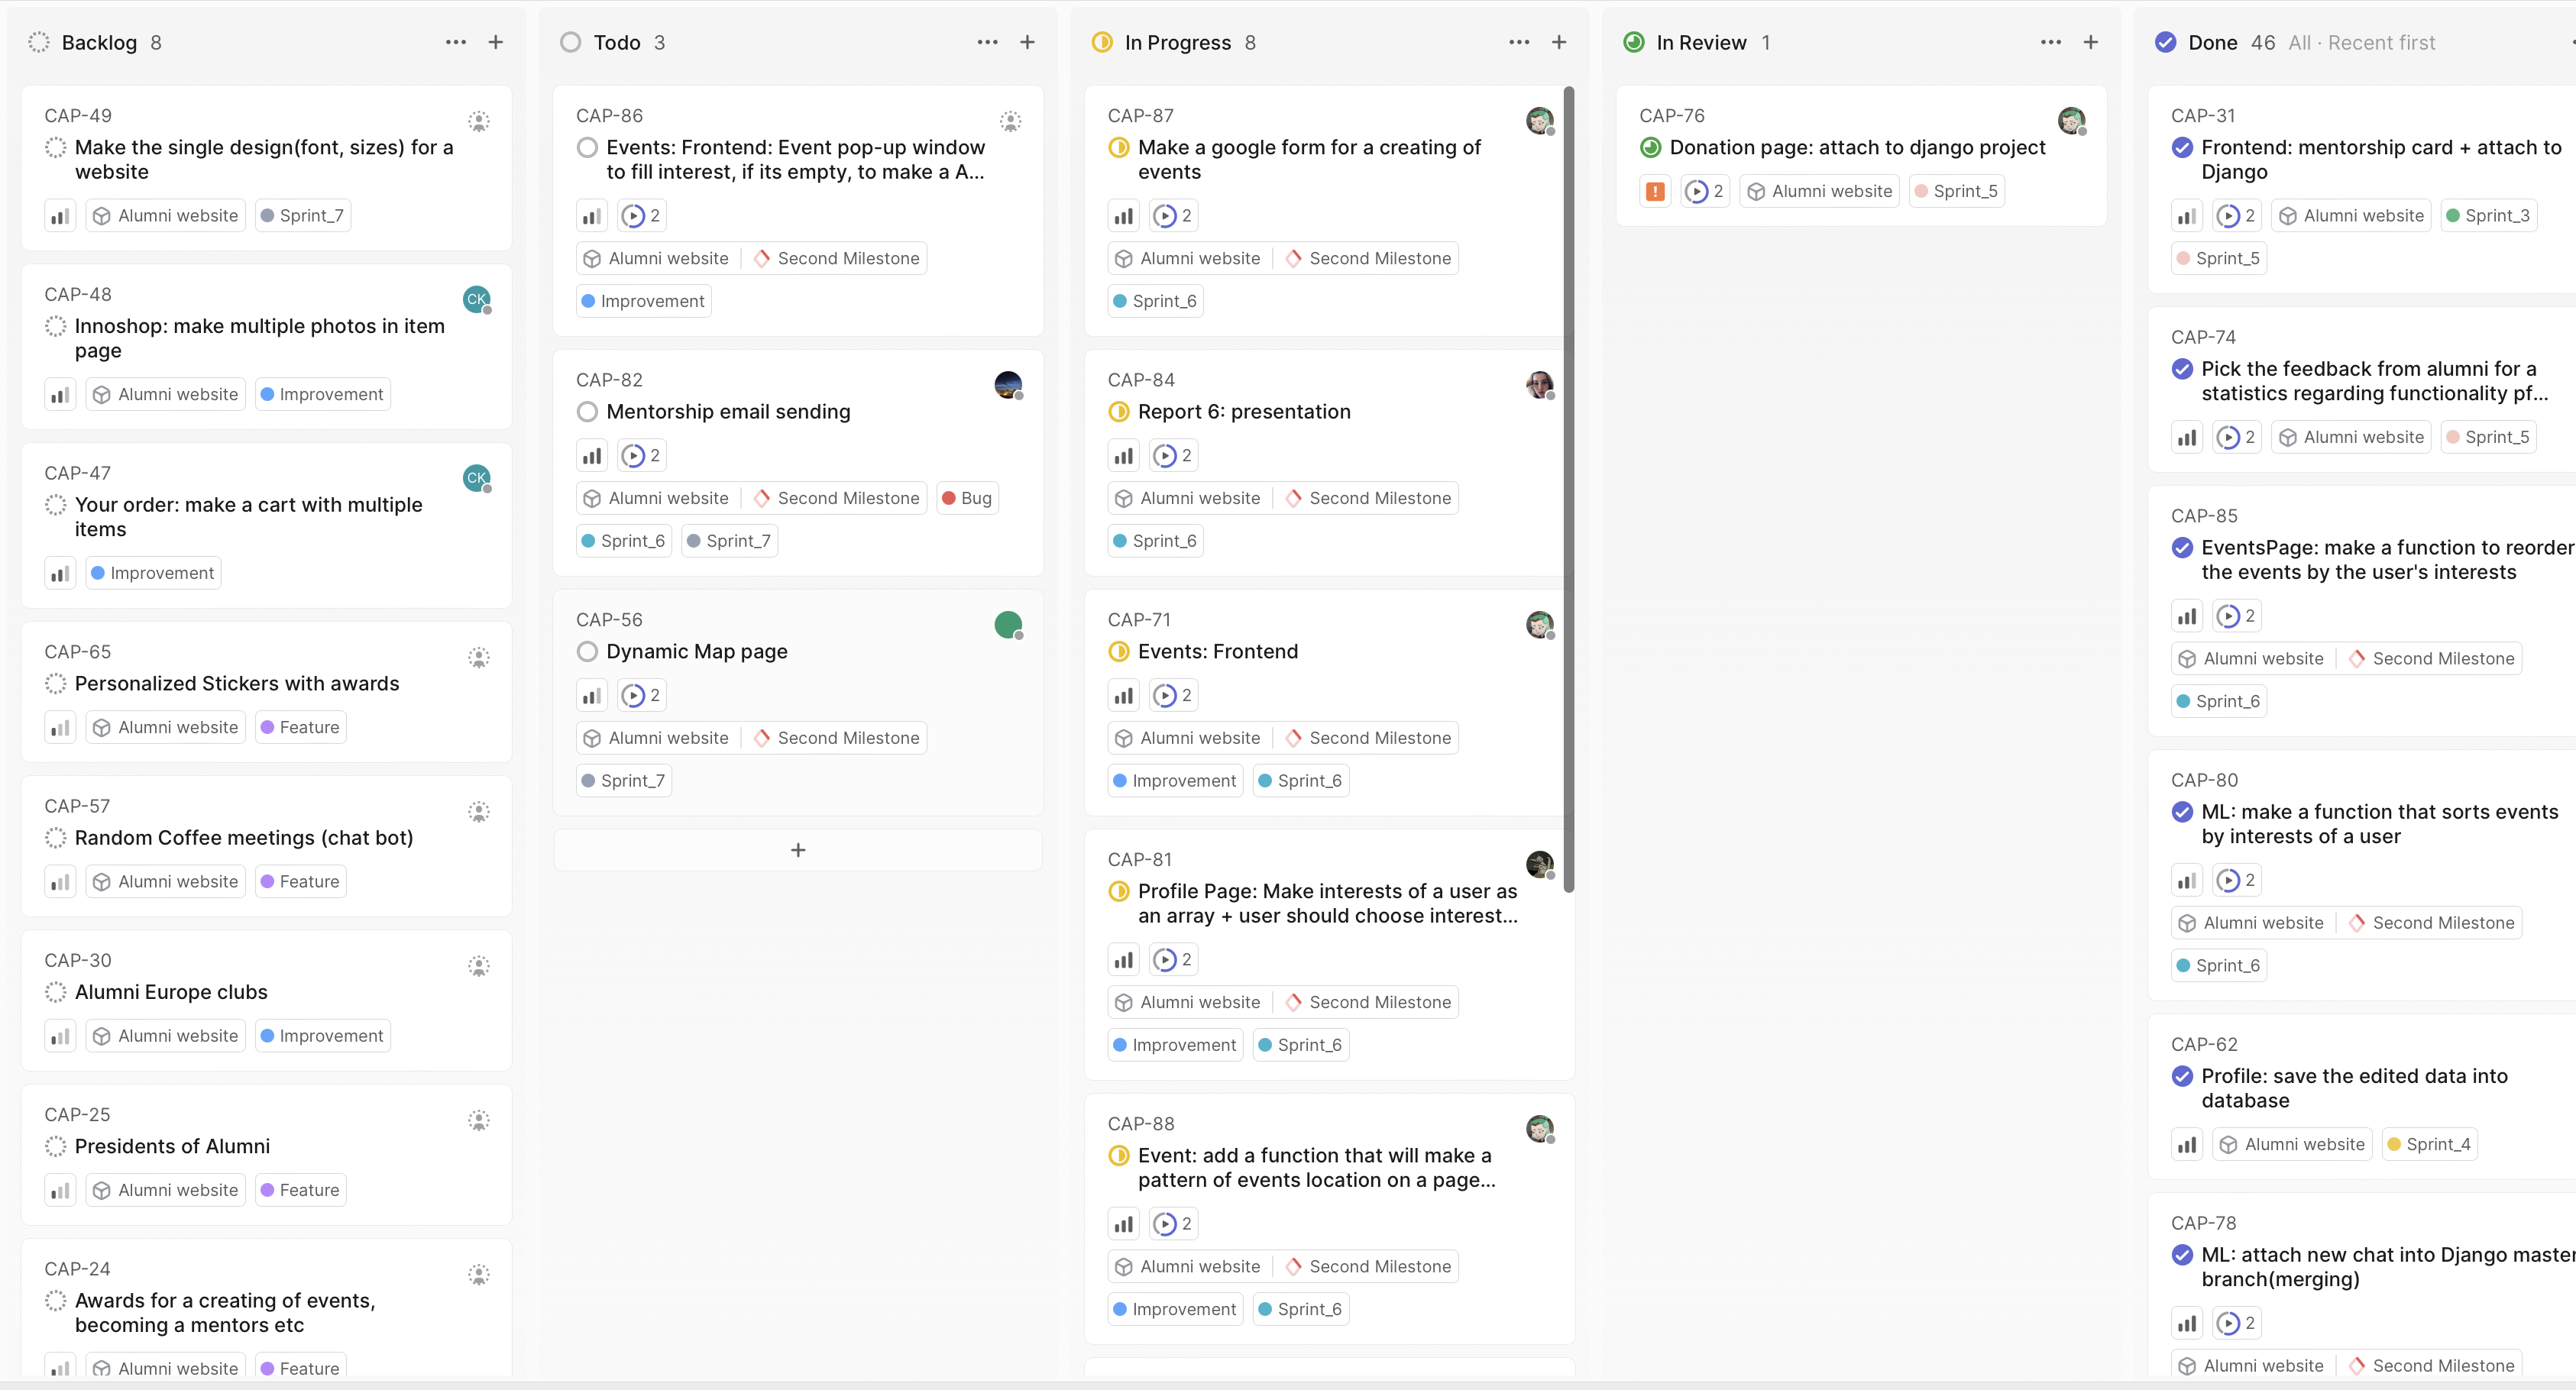 Backlog 8
CAP-49
Make the single design(font, sizes) for a
website
Alumni website Sprint_7
CAP-48
CK
Innoshop: make multiple photos in item
page
Alumni website Improvement
CAP-47
CK
Your order: make a cart with multiple
items
Improvement
CAP-65
Personalized Stickers with awards
Alumni website Feature
CAP-57
Random Coffee meetings (chat bot)
Alumni website Feature
CAP-30
Alumni Europe clubs
Alumni website Improvement
CAP-25
Presidents of Alumni
Alumni website Feature
CAP-24
Awards for a creating of events,
becoming a mentors etc
Alumni website Feature
Todo 3
CAP-86
Events: Frontend: Event pop-up window
to fill interest, if its empty, to make a A...
2
Alumni website Second Milestone
Improvement
CAP-82
Mentorship email sending
2
Alumni website Second Milestone Bug
Sprint_6 Sprint_7
CAP-56
Dynamic Map page
2
Alumni website Second Milestone
Sprint_7
+
In Progress 8
CAP-87
Make a google form for a creating of
events
2
Alumni website Second Milestone
Sprint_6
CAP-84
Report 6: presentation
2
Alumni website Second Milestone
Sprint_6
CAP-71
Events: Frontend
2
Alumni website Second Milestone
Improvement Sprint_6
CAP-81
Profile Page: Make interests of a user as
an array + user should choose interest...
2
Alumni website Second Milestone
Improvement Sprint_6
CAP-88
Event: add a function that will make a
pattern of events location on a page...
2
Alumni website Second Milestone
Improvement Sprint_6
In Review 1
CAP-76
Donation page: attach to django project
! 2 Alumni website Sprint_5
Done 46 All · Recent first
CAP-31
Frontend: mentorship card + attach to
Django
2 Alumni website Sprint_3
Sprint_5
CAP-74
Pick the feedback from alumni for a
statistics regarding functionality pf...
2 Alumni website Sprint_5
CAP-85
EventsPage: make a function to reorder
the events by the user's interests
2
Alumni website Second Milestone
Sprint_6
CAP-80
ML: make a function that sorts events
by interests of a user
2
Alumni website Second Milestone
Sprint_6
CAP-62
Profile: save the edited data into
database
Alumni website Sprint_4
CAP-78
ML: attach new chat into Django master
branch(merging)
2
Alumni website Second Milestone